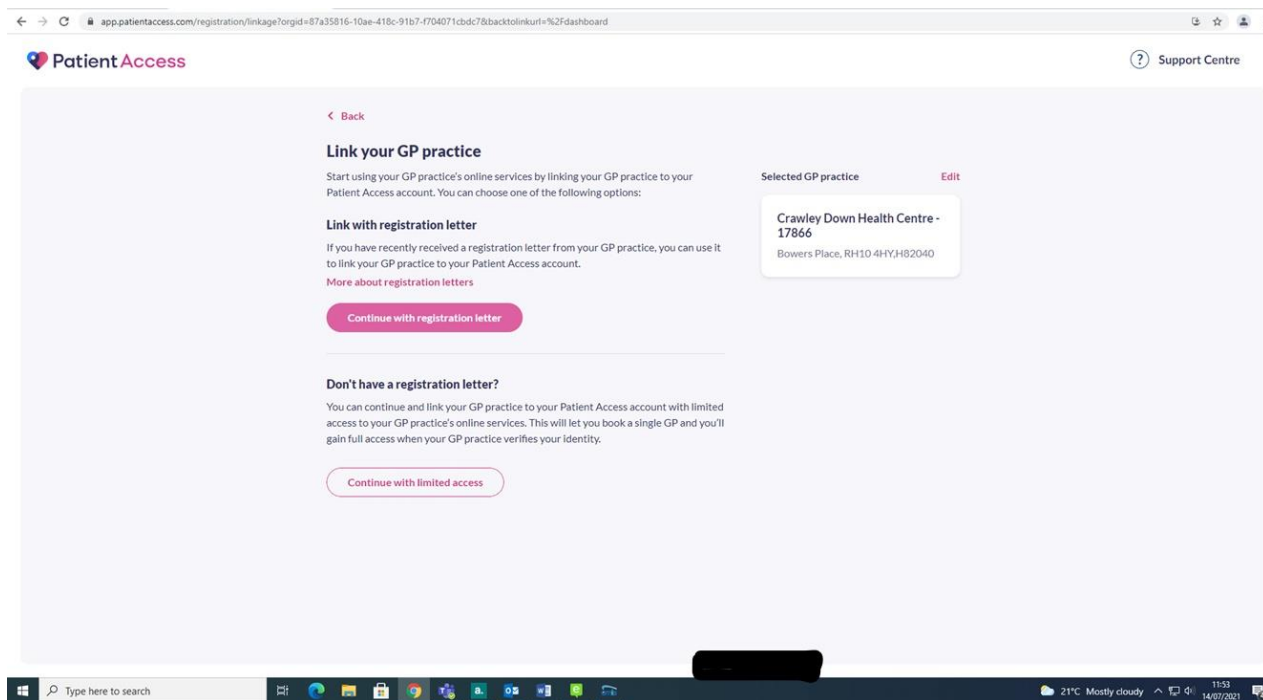 app.patientaccess.com/registration/linkage?orgid=87a35816-10ae-418c-91b7-f704071cbdc7&backtolinkurl=%2Fdashboard
Patient Access
? Support Centre
Back
Link your GP practice
Start using your GP practice's online services by linking your GP practice to your
Patient Access account. You can choose one of the following options:
Selected GP practice Edit
Link with registration letter
If you have recently received a registration letter from your GP practice, you can use it
to link your GP practice to your Patient Access account.
More about registration letters
Continue with registration letter
Crawley Down Health Centre -
17866
Bowers Place, RH10 4HY,H82040
Don't have a registration letter?
You can continue and link your GP practice to your Patient Access account with limited
access to your GP practice's online services. This will let you book a single GP and you'll
gain full access when your GP practice verifies your identity.
Continue with limited access
Type here to search
21°C Mostly cloudy
11:53
14/07/2021